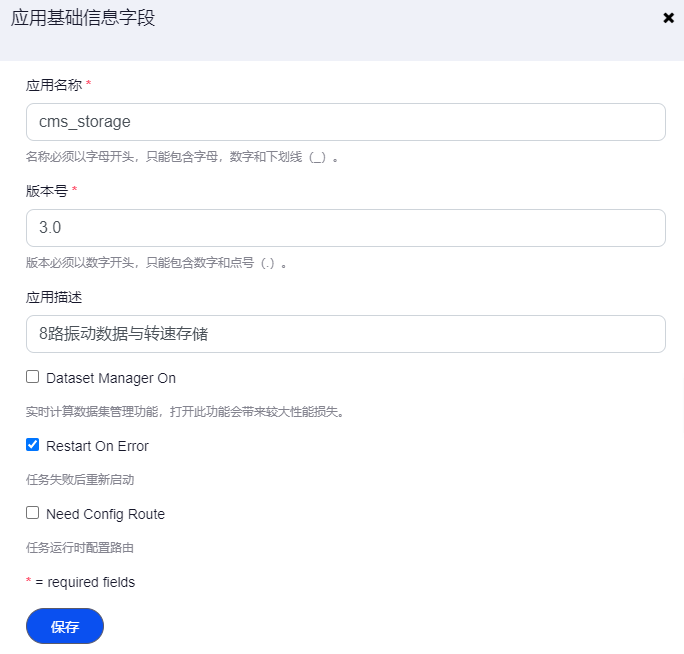 应用基础信息字段
应用名称 *
cms_storage
名称必须以字母开头，只能包含字母，数字和下划线（_）。
版本号 *
3.0
版本必须以数字开头，只能包含数字和点号（.）。
应用描述
8路振动数据与转速存储
Dataset Manager On
实时计算数据集管理功能，打开此功能会带来较大性能损失。
Restart On Error
任务失败后重新启动
Need Config Route
任务运行时配置路由
* = required fields
保存